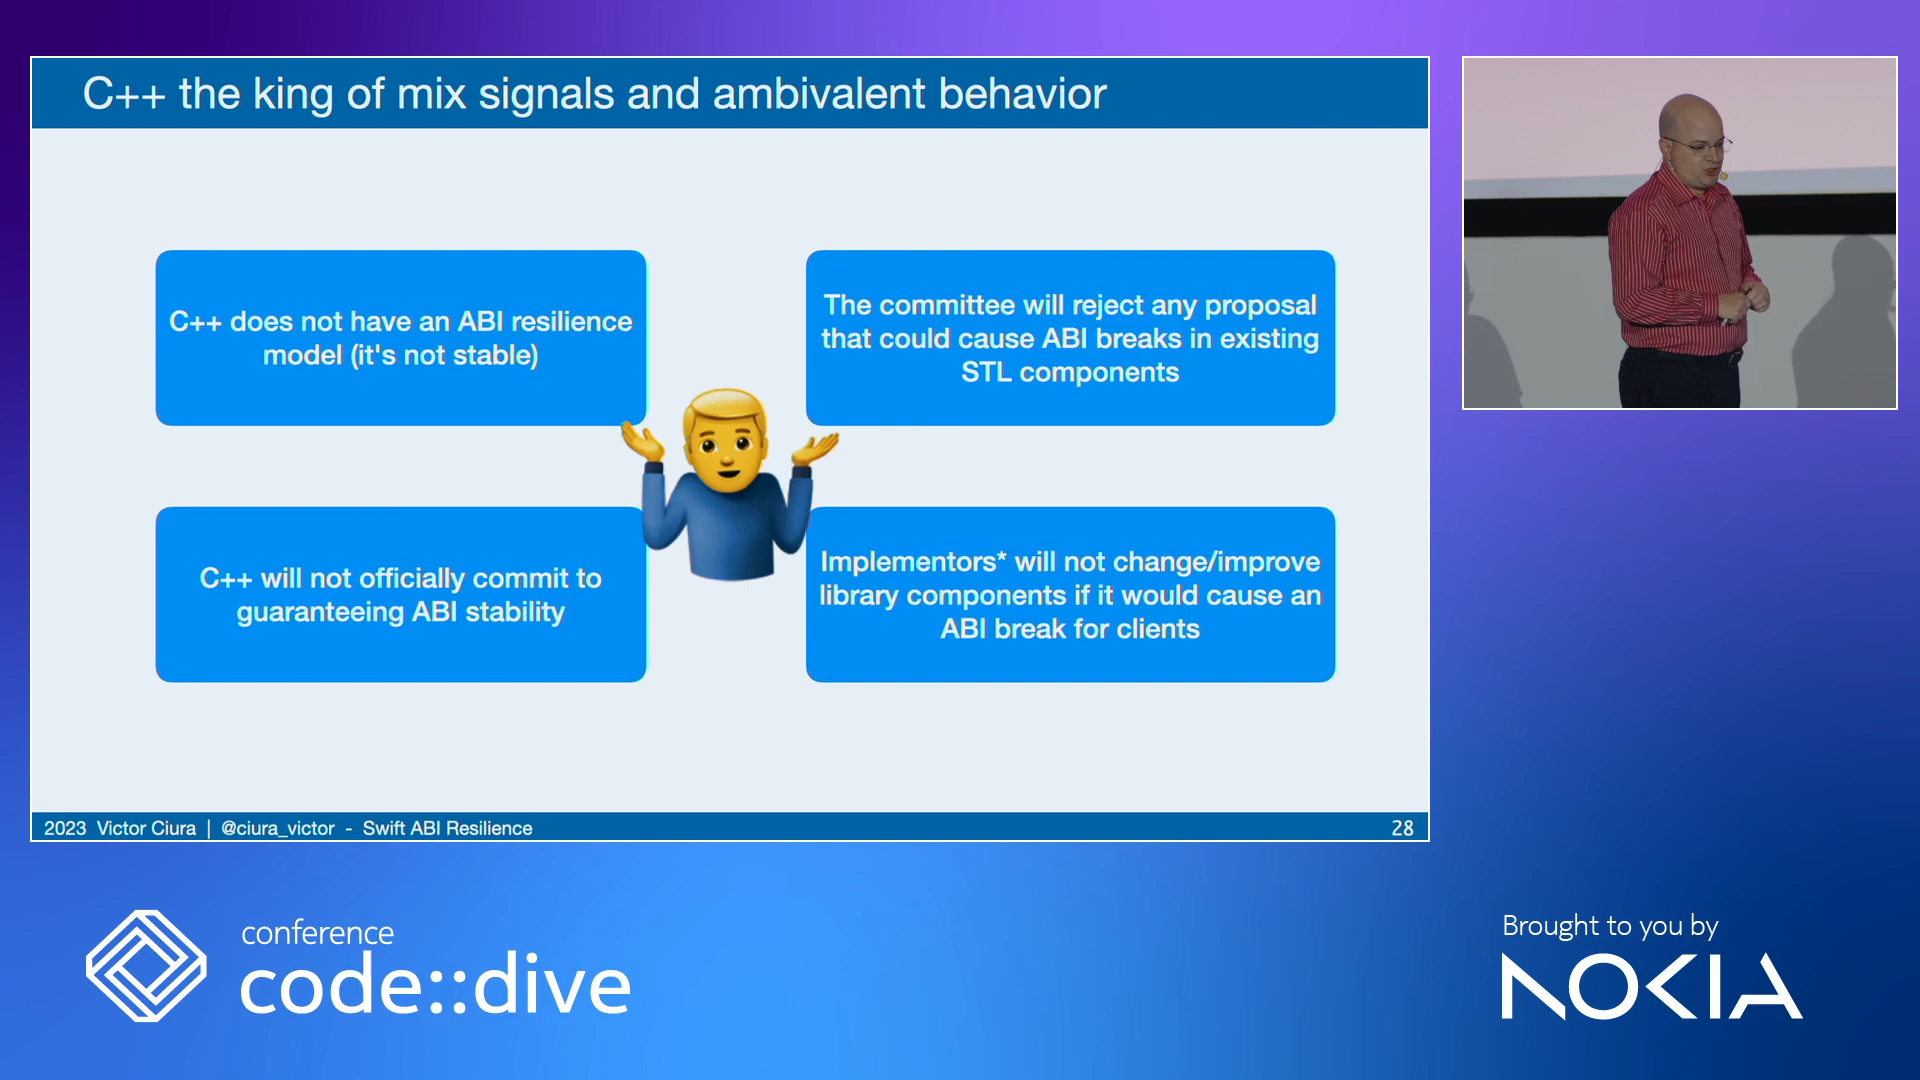 C++ the king of mix signals and ambivalent behavior
C++ does not have an ABI resilience
model (it's not stable)
The committee will reject any proposal
that could cause ABI breaks in existing
STL components
C++ will not officially commit to
guaranteeing ABI stability
Implementors* will not change/improve
library components if it would cause an
ABI break for clients
2023 Victor Ciura | @ciura_victor - Swift ABI Resilience
28
conference
code::dive
Brought to you by
NOKIA